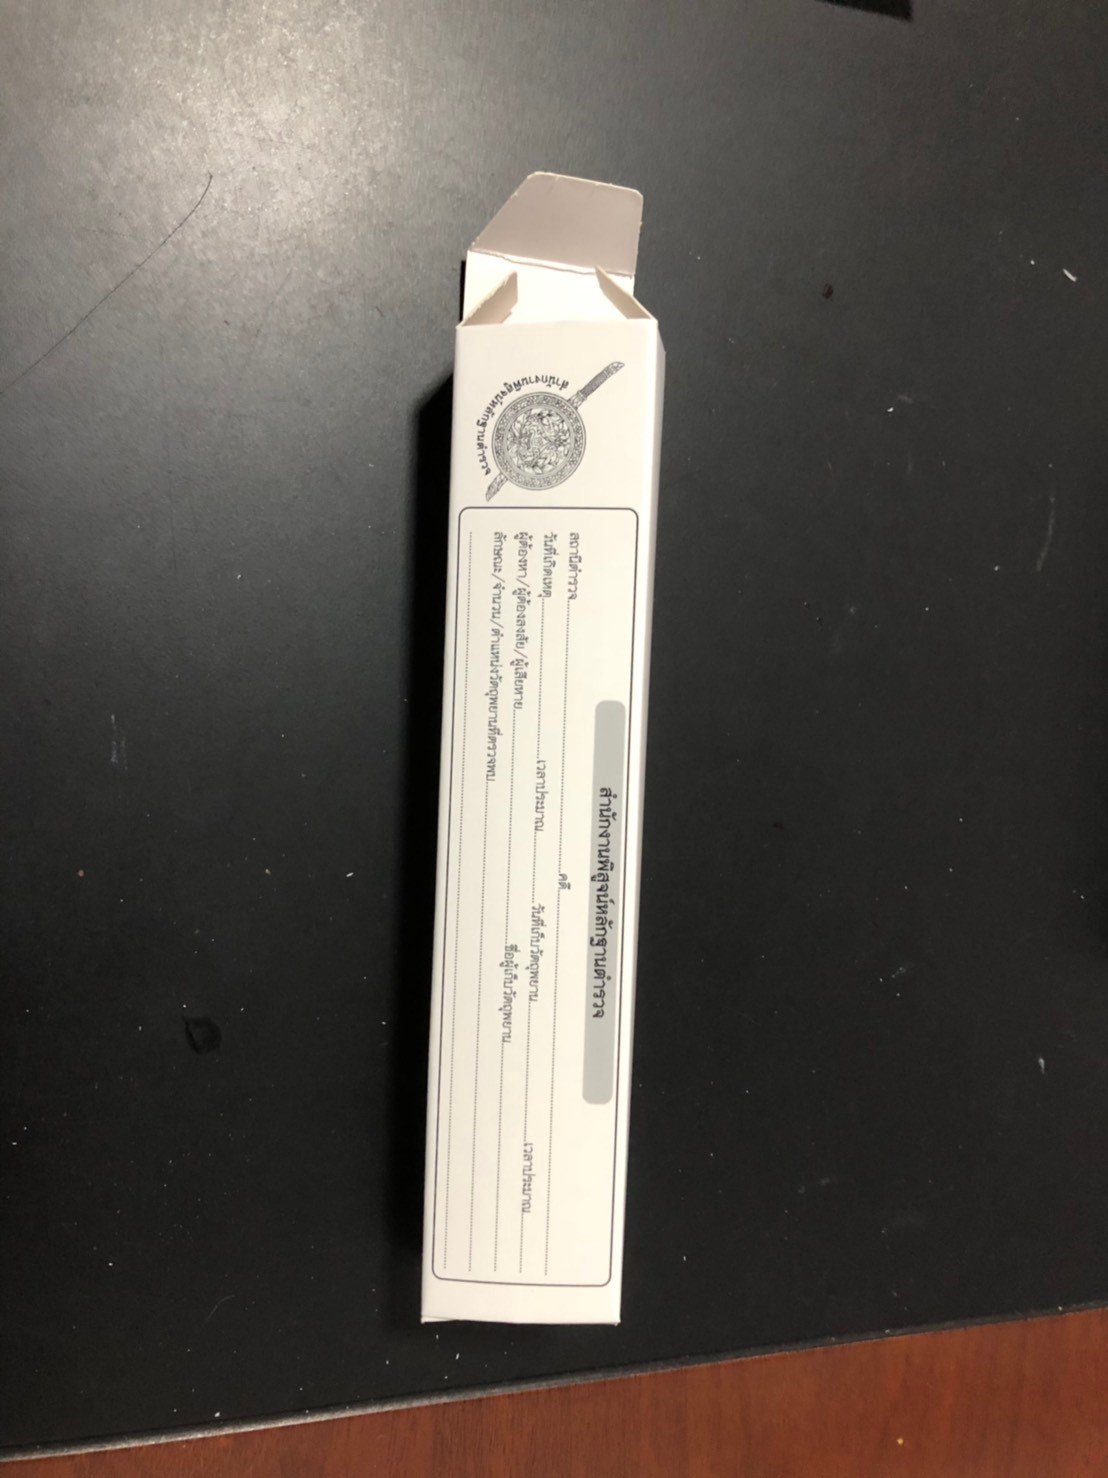 สำนักงานพิสูจน์หลักฐานตำรวจ
สำนักงานพิสูจน์หลักฐานตำรวจ
สถานีตำรวจ........................................คดี........................................
วันที่เกิดเหตุ....................เวลาประมาณ..........วันที่เก็บวัตถุพยาน....................เวลาประมาณ..........
ผู้ต้องหา/ผู้ต้องสงสัย/ผู้เสียหาย..............................ชื่อผู้เก็บวัตถุพยาน..............................
ลักษณะ/จำนวน/ตำแหน่งวัตถุพยานที่ตรวจพบ............................................................